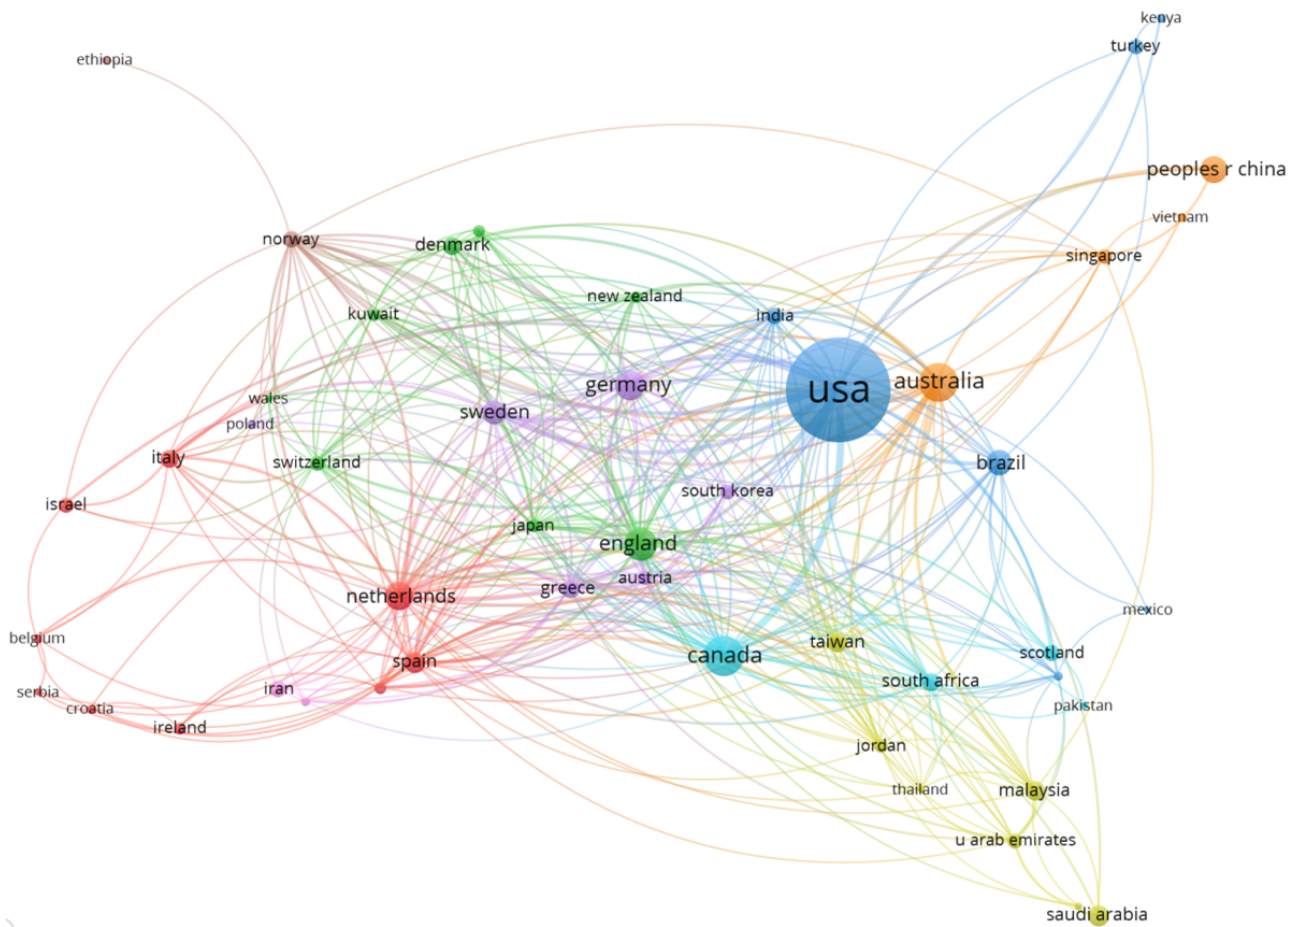 kenya
turkey
ethiopia
peoples r china
vietnam
norway
denmark
singapore
new zealand
kuwait
india
germany
usa
australia
wales
sweden
poland
italy
switzerland
brazil
south korea
israel
japan
england
austria
greece
netherlands
mexico
belgium
taiwan
canada
scotland
spain
south africa
iran
serbia
croatia
pakistan
ireland
jordan
thailand
malaysia
u arab emirates
saudi arabia